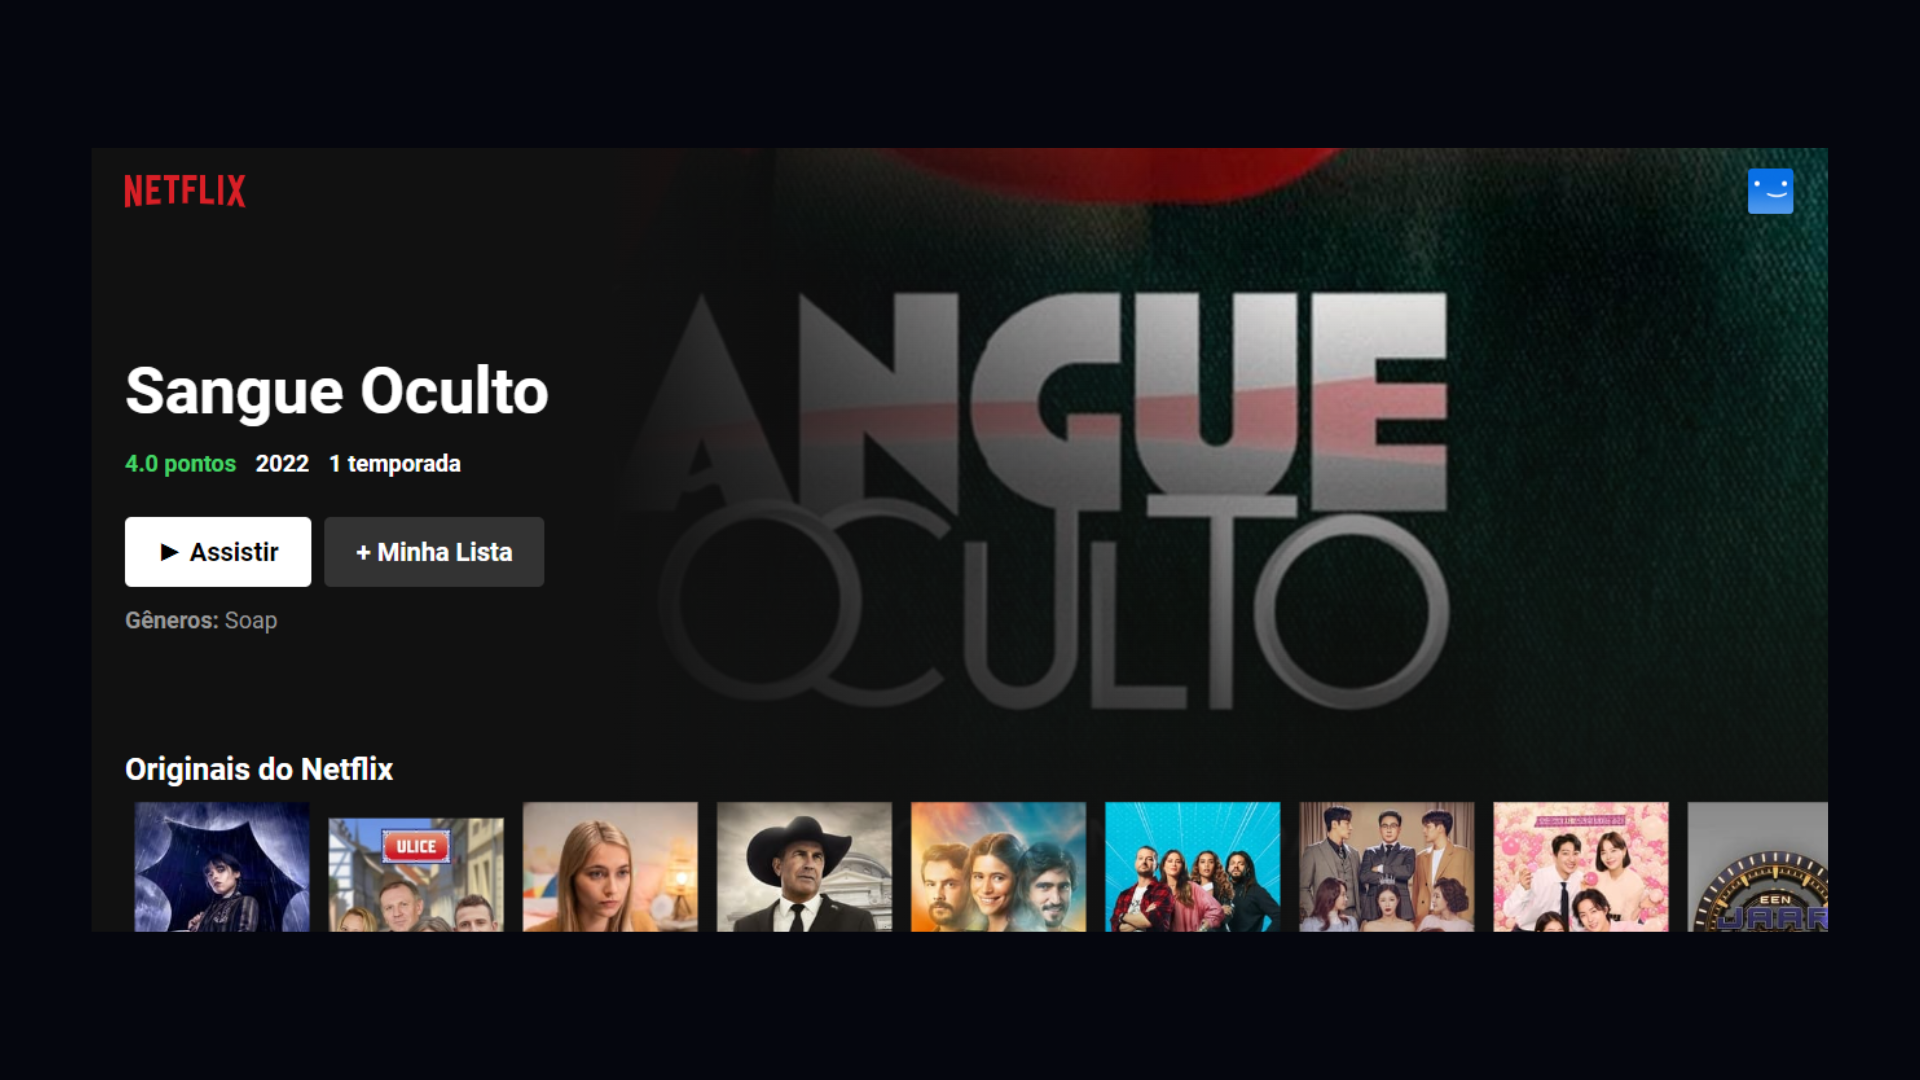 NETFLIX
ANGUE
OCULTO
Sangue Oculto
4.0 pontos 2022 1 temporada
► Assistir + Minha Lista
Gêneros: Soap
Originais do Netflix
ULICE
EEN
JAAR